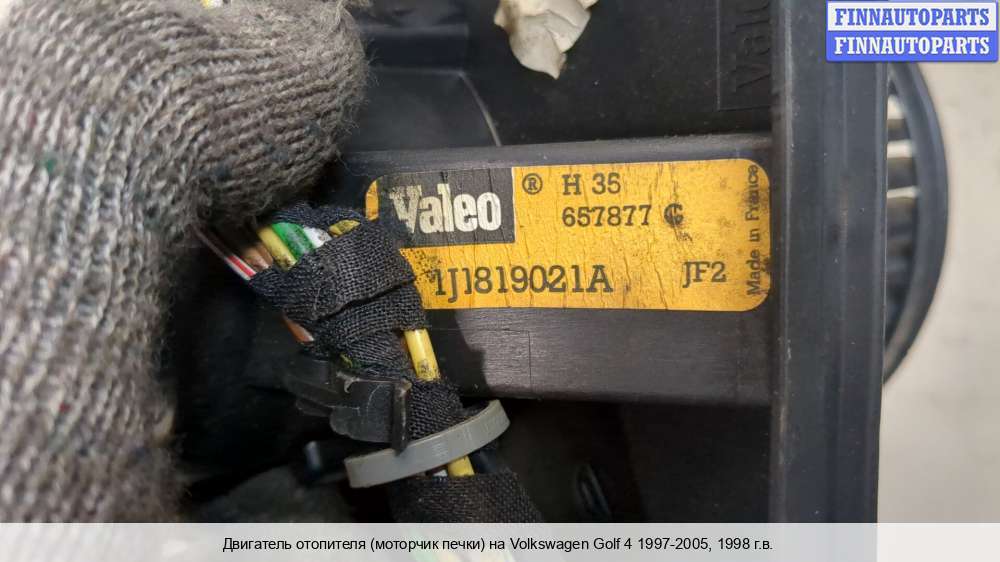 FINNAUTOPARTS
FINNAUTOPARTS
Valeo ® H 35
657877 C
1J1819021A JF2
Made in France
Valeo
Двигатель отопителя (моторчик печки) на Volkswagen Golf 4 1997-2005, 1998 г.в.